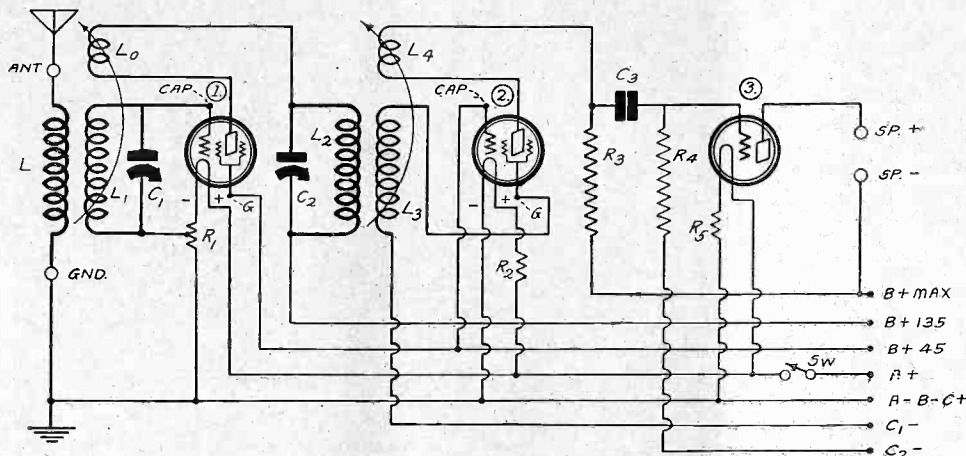 ANT
L
GND.
L0
L1
C1
CAP
1.
-
+
G
R1
C2
L2
L4
L3
CAP
2.
-
+
G
R2
C3
R3
R4
3.
R5
SP. +
SP. -
B + MAX
B + 135
B + 45
SW
A +
A - B - C +
C1 -
C2 -